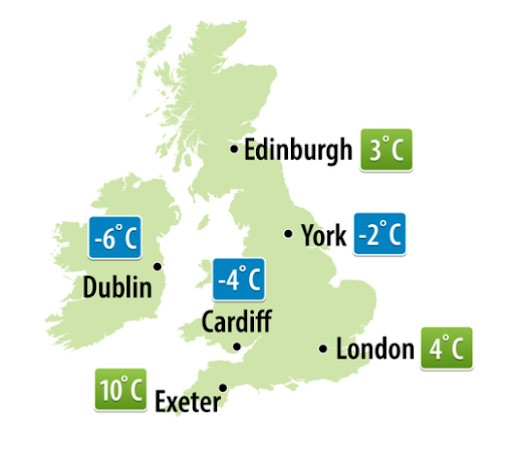 Edinburgh 3°C
-6°C
York -2°C
-4°C
Dublin
Cardiff
London 4°C
10°C Exeter